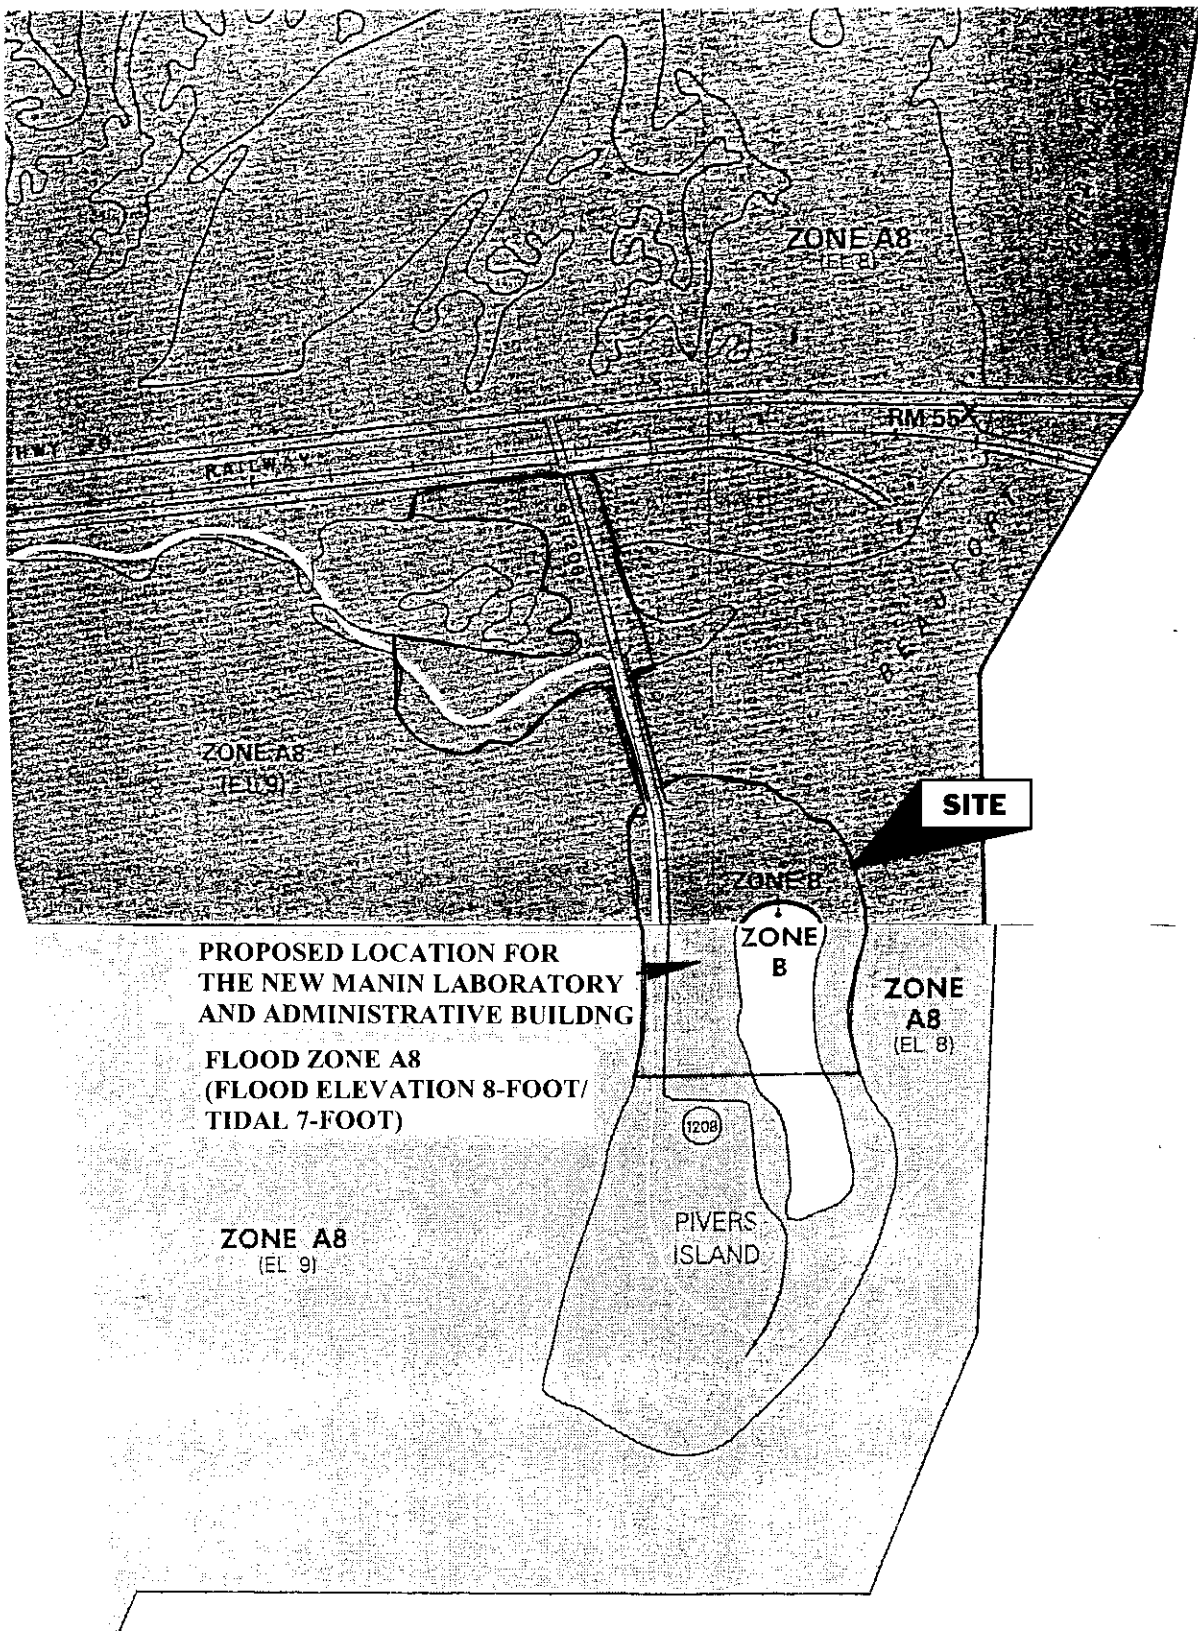 ZONE A8
(EL 8)
RM 55
HWY 70
RAILWAY
1208
BEAUFORT
ZONE A8
(EL 9)
SITE
ZONE B
ZONE
B
PROPOSED LOCATION FOR
THE NEW MANIN LABORATORY
AND ADMINISTRATIVE BUILDNG
ZONE
A8
(EL 8)
FLOOD ZONE A8
(FLOOD ELEVATION 8-FOOT/
TIDAL 7-FOOT)
1208
PIVERS
ISLAND
ZONE A8
(EL 9)